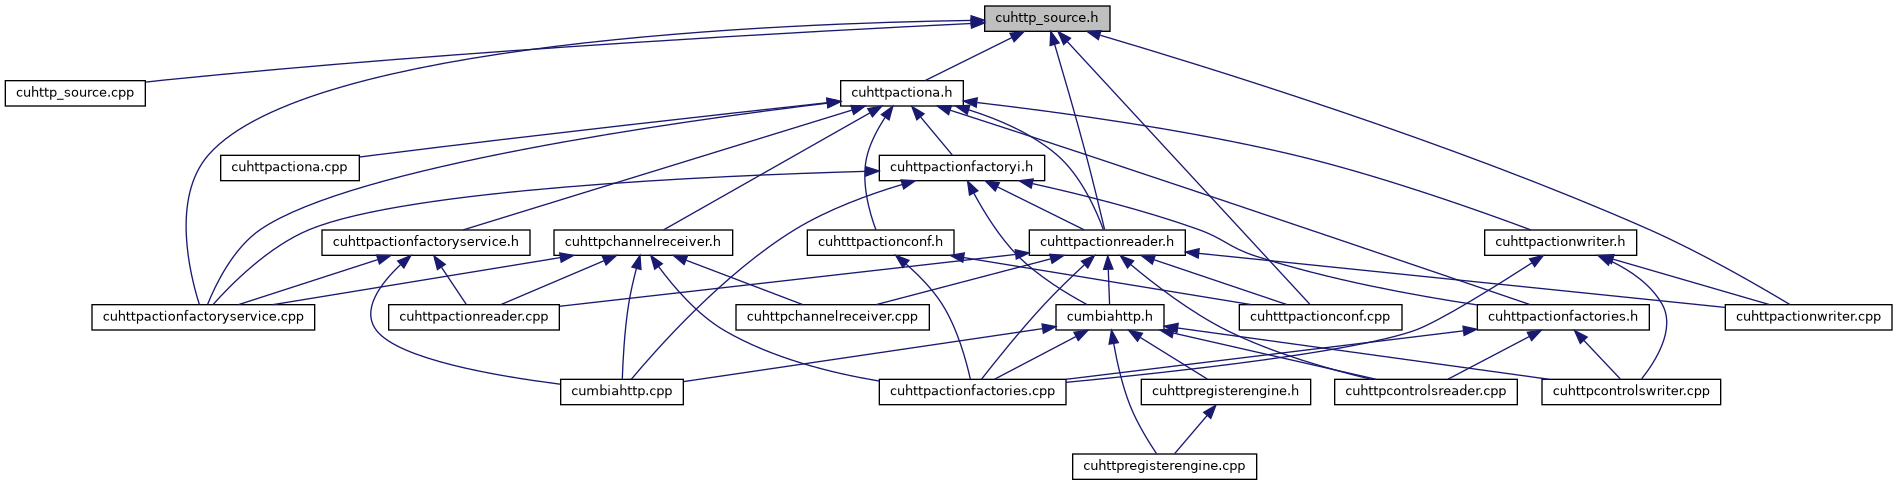 cuhttp_source.h
cuhttp_source.cpp
cuhttpactiona.h
cuhttpactiona.cpp
cuhttpactionfactoryi.h
cuhttpactionfactoryservice.h
cuhttpchannelreceiver.h
cuhtttpactionconf.h
cuhttpactionreader.h
cuhttpactionwriter.h
cuhttpactionfactoryservice.cpp
cuhttpactionreader.cpp
cuhttpchannelreceiver.cpp
cumbiahttp.h
cuhtttpactionconf.cpp
cuhttpactionfactories.h
cuhttpactionwriter.cpp
cumbiahttp.cpp
cuhttpactionfactories.cpp
cuhttpregisterengine.h
cuhttpcontrolsreader.cpp
cuhttpcontrolswriter.cpp
cuhttpregisterengine.cpp